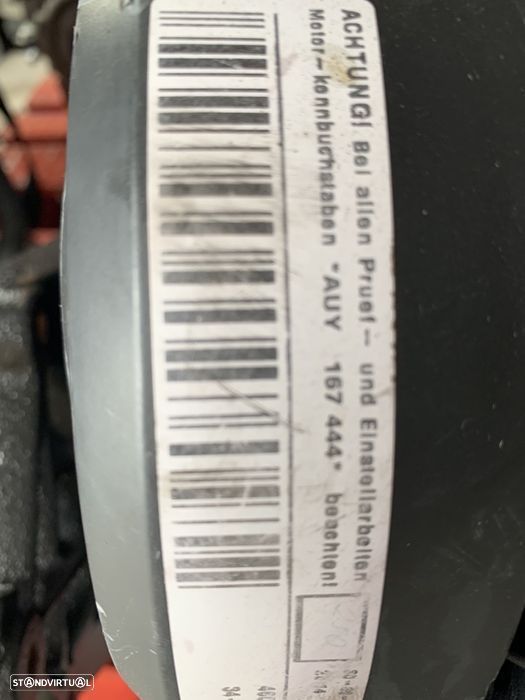 ACHTUNG! Bei allen Pruef- und Einstellarbeiten
Motor-kennbuchstaben *AUY 167 444* beachten!
STANDVIRTUAL